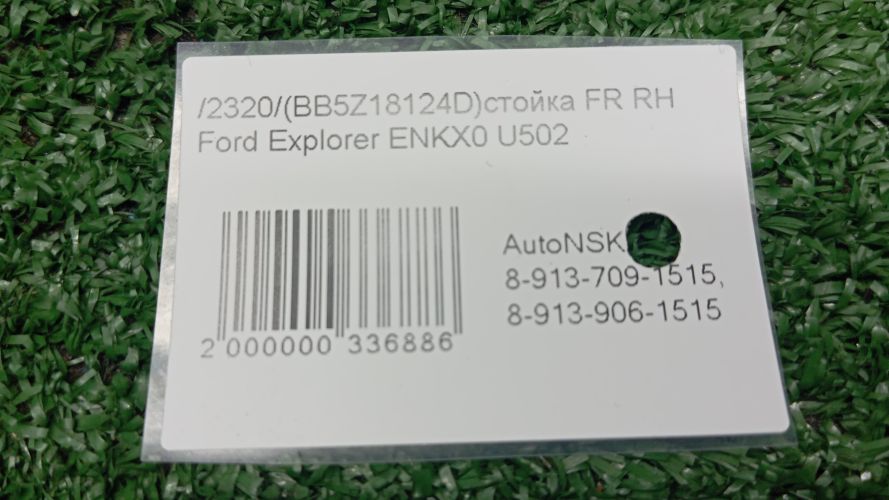 /2320/(BB5Z18124D)стойка FR RH
Ford Explorer ENKX0 U502
AutoNSK
8-913-709-1515,
8-913-906-1515
2 000000 336886